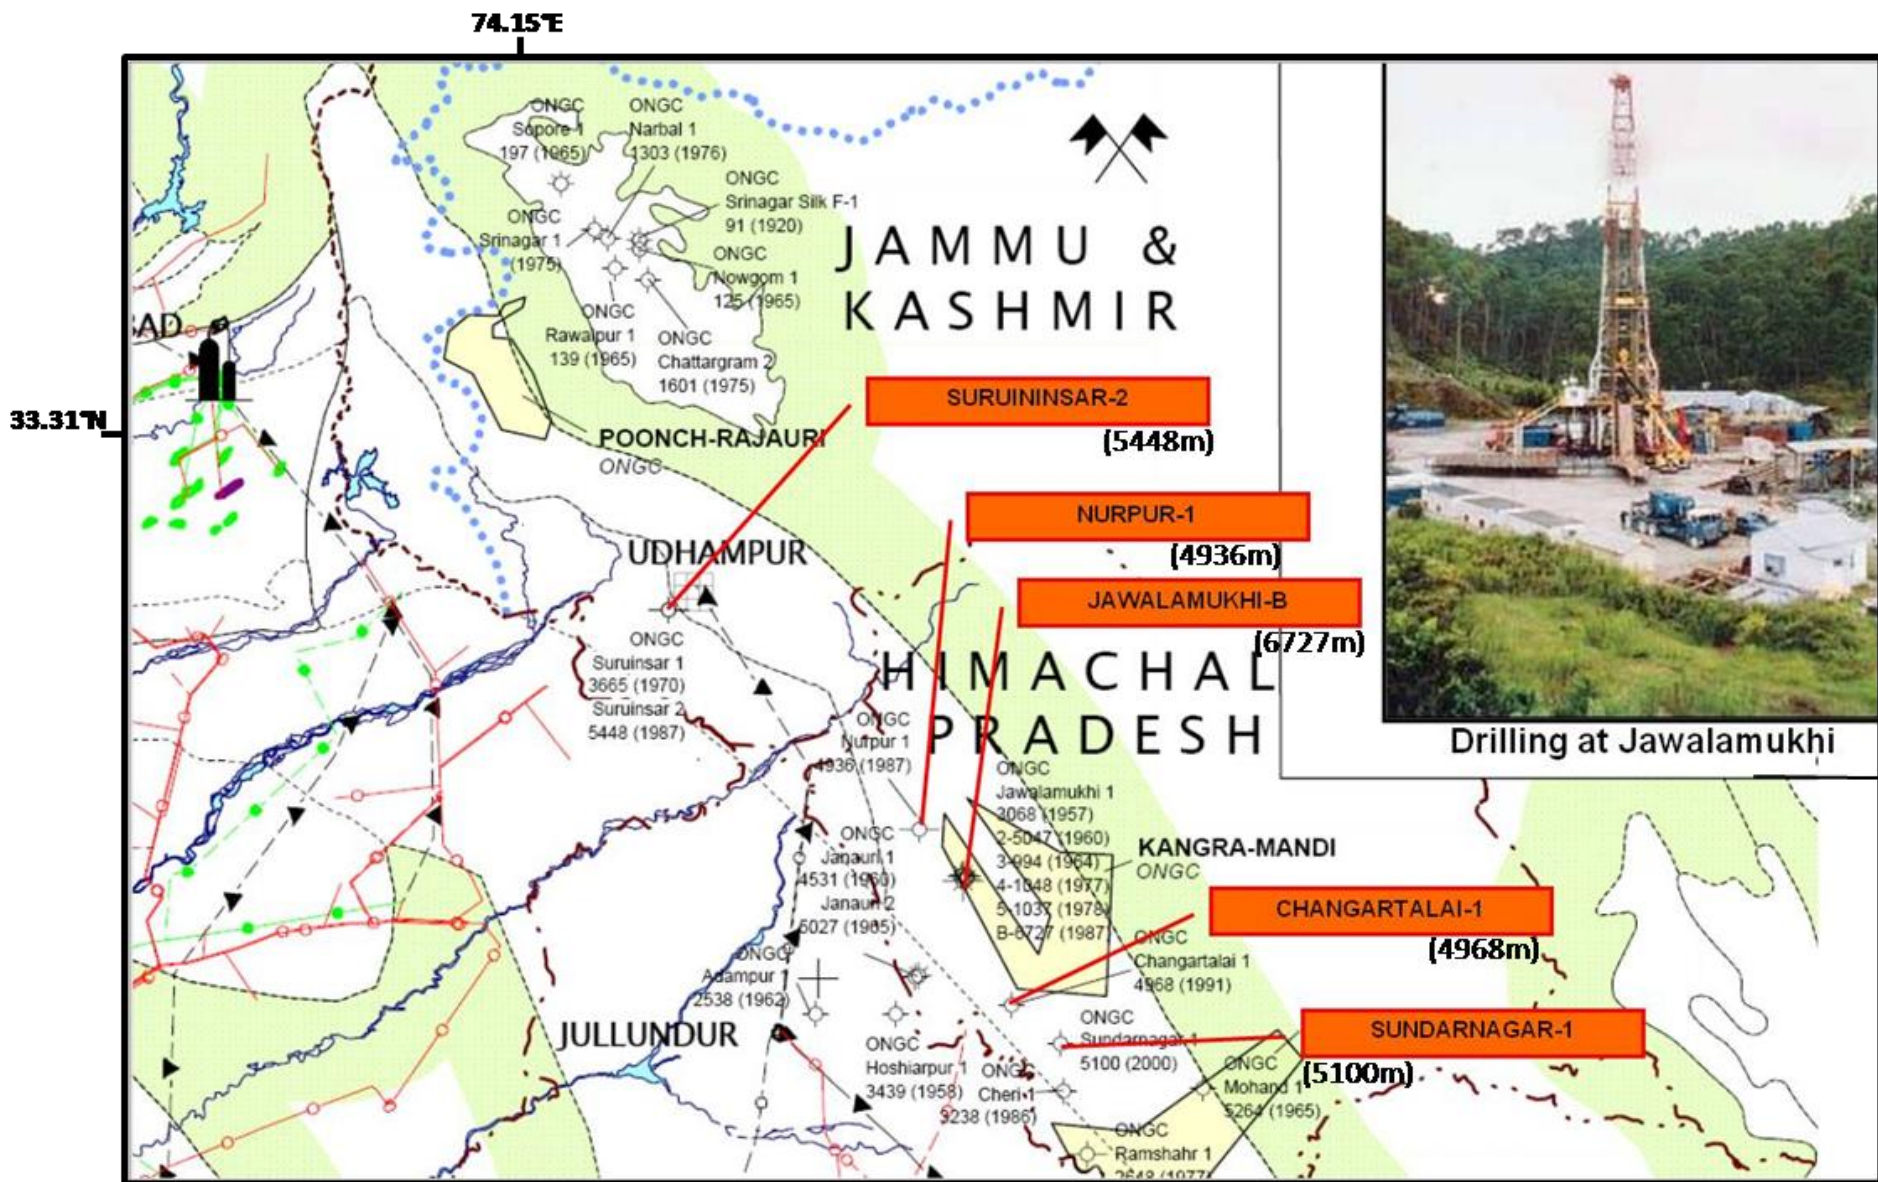 74.15°E
33.31°N
ONGC
Sopore 1
197 (1965)
ONGC
Narbal 1
1303 (1976)
ONGC
Srinagar Silk F-1
91 (1920)
ONGC
Srinagar 1
(1975)
ONGC
Nowgom 1
125 (1965)
ONGC
Rawalpur 1
139 (1965)
ONGC
Chattargram 2
1601 (1975)
JAMMU &
KASHMIR
BAD
POONCH-RAJAURI
ONGC
SURUININSAR-2
(5448m)
NURPUR-1
(4936m)
JAWALAMUKHI-B
(6727m)
UDHAMPUR
ONGC
Suruinsar 1
3665 (1970)
Suruinsar 2
5448 (1987)
HIMACHAL
PRADESH
ONGC
Nurpur 1
4936 (1987)
ONGC
Jawalamukhi 1
3068 (1957)
2-5047 (1960)
3-994 (1964)
4-1048 (1977)
5-1037 (1978)
B-6727 (1987)
Drilling at Jawalamukhi
KANGRA-MANDI
ONGC
ONGC
Janauri 1
4531 (1960)
Janauri 2
5027 (1965)
CHANGARTALAI-1
(4968m)
ONGC
Changartalai 1
4968 (1991)
ONGC
Adampur 1
2538 (1962)
JULLUNDUR
ONGC
Hoshiarpur 1
3439 (1958)
ONGC
Sundarnagar 1
5100 (2000)
SUNDARNAGAR-1
(5100m)
ONGC
Cheri 1
3238 (1986)
ONGC
Mohand 1
5264 (1965)
ONGC
Ramshahr 1
2648 (1977)